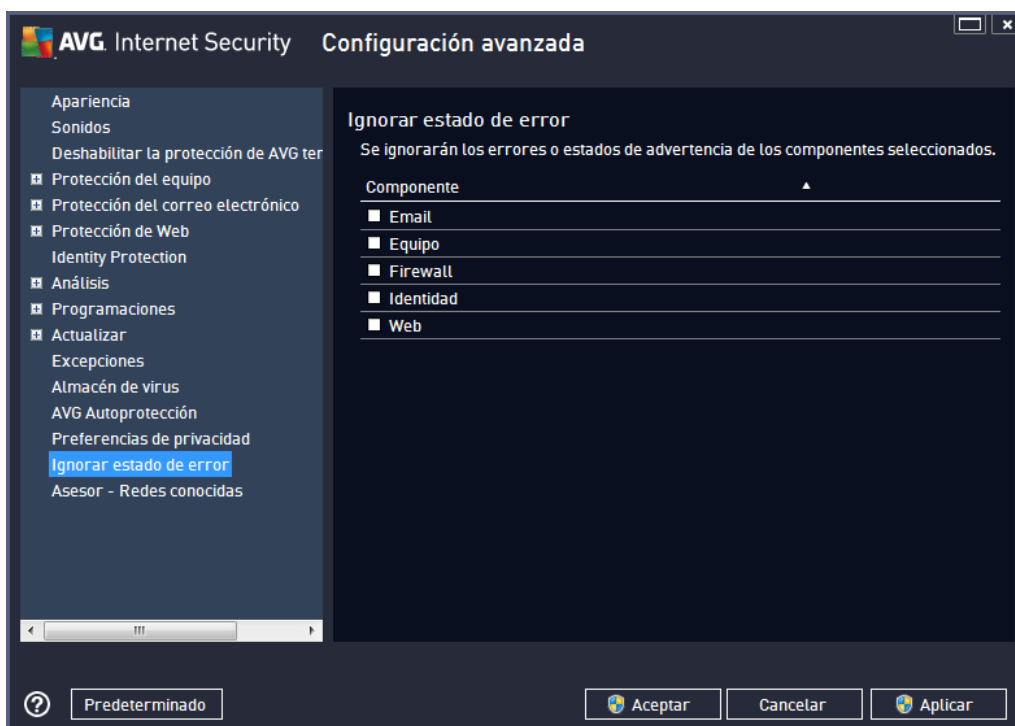 AVG. Internet Security Configuración avanzada
Apariencia
Sonidos
Deshabilitar la protección de AVG ter
Protección del equipo
Protección del correo electrónico
Protección de Web
Identity Protection
Análisis
Programaciones
Actualizar
Excepciones
Almacén de virus
AVG Autoprotección
Preferencias de privacidad
Ignorar estado de error
Asesor - Redes conocidas
Ignorar estado de error
Se ignorarán los errores o estados de advertencia de los componentes seleccionados.
Componente
Email
Equipo
Firewall
Identidad
Web
Predeterminado
Aceptar
Cancelar
Aplicar